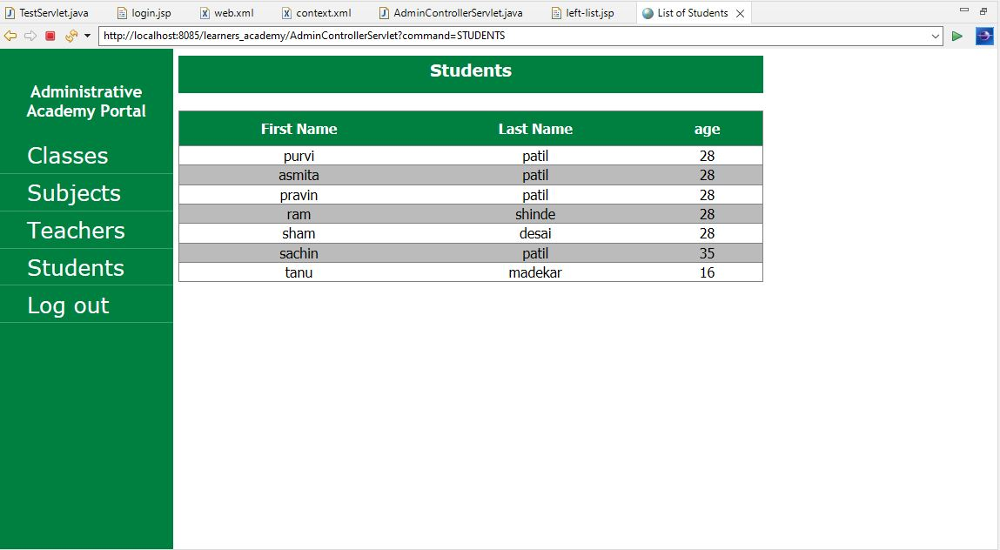 TestServlet.java login.jsp web.xml context.xml AdminControllerServlet.java left-list.jsp List of Students
http://localhost:8085/learners_academy/AdminControllerServlet?command=STUDENTS
Administrative
Academy Portal
Classes
Subjects
Teachers
Students
Log out
Students
First Name Last Name age
purvi patil 28
asmita patil 28
pravin patil 28
ram shinde 28
sham desai 28
sachin patil 35
tanu madekar 16